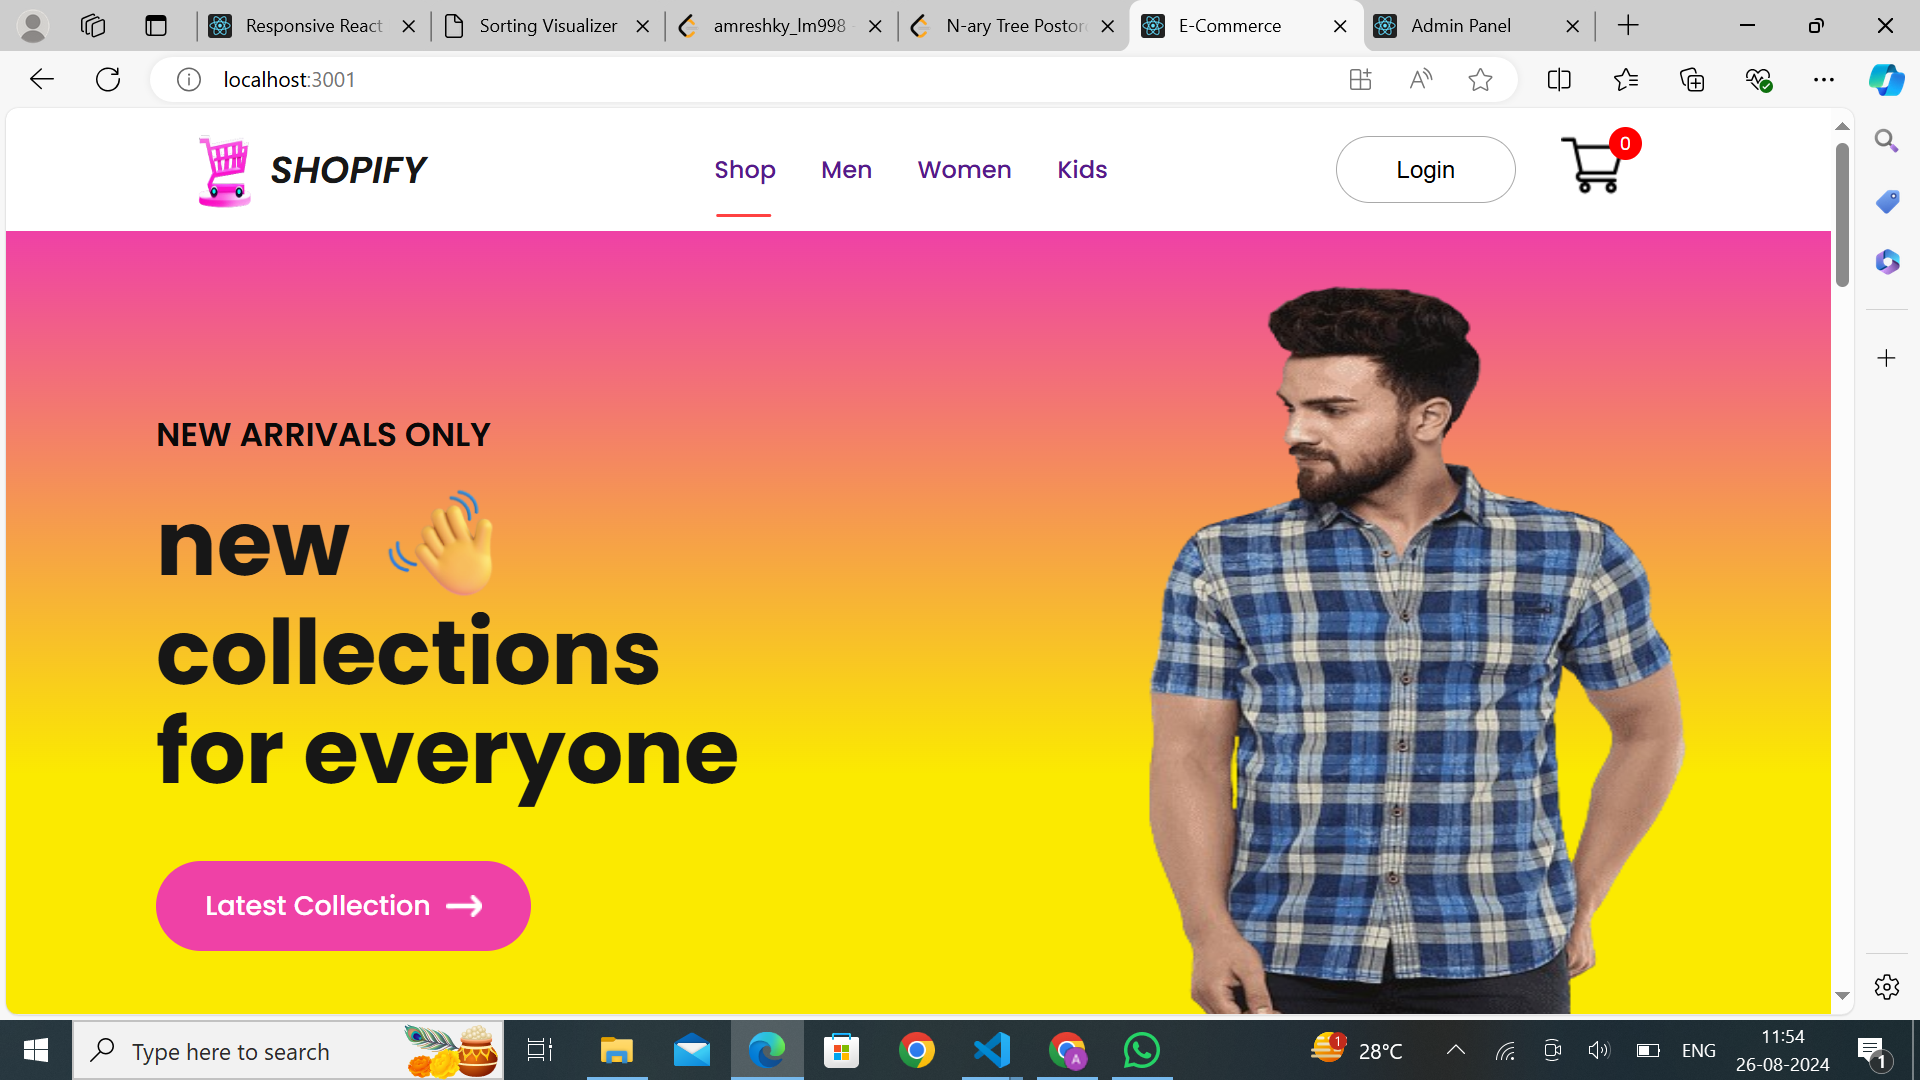 Responsive React
Sorting Visualizer
amreshky_lm998
N-ary Tree Postor
E-Commerce
Admin Panel
localhost:3001
SHOPIFY
Shop
Men
Women
Kids
Login
0
NEW ARRIVALS ONLY
new
collections
for everyone
Latest Collection
Type here to search
1
28°C
ENG
11:54
26-08-2024
1
A